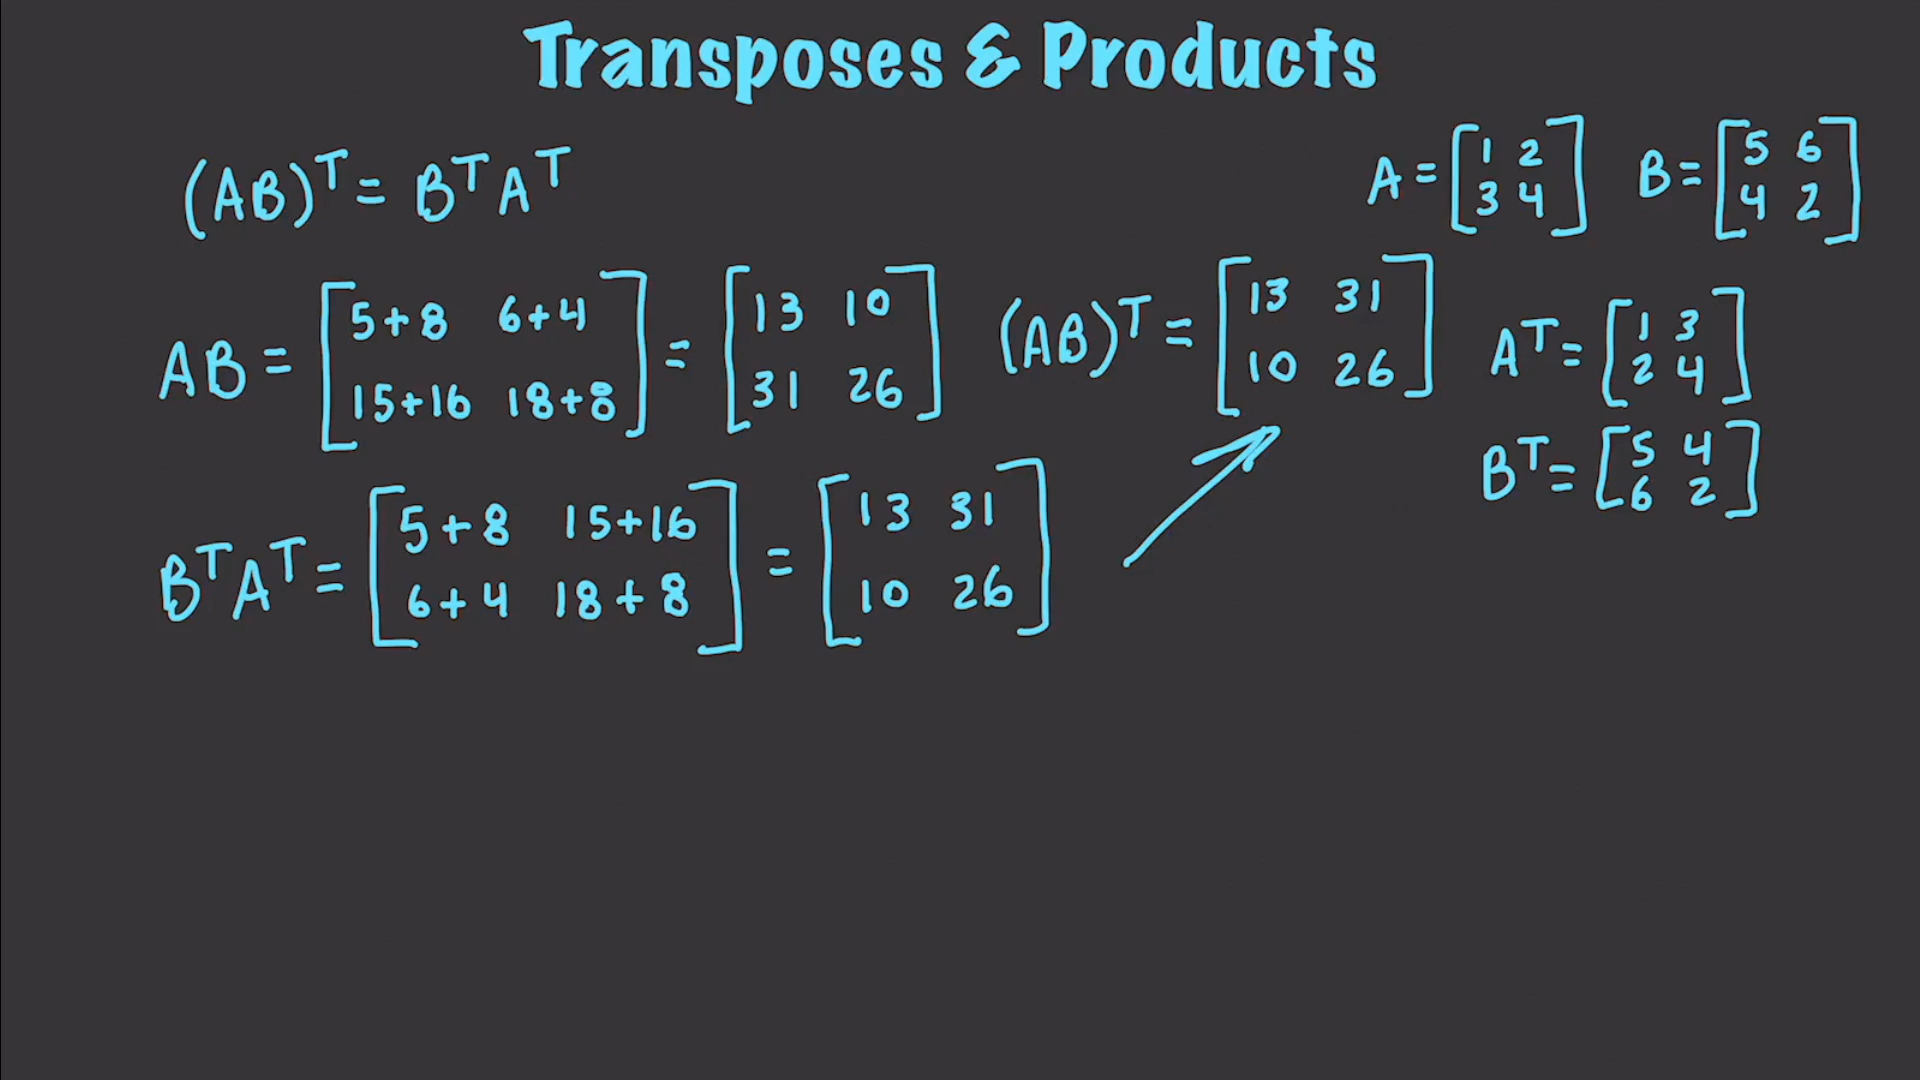 Transposes & Products
(AB)ᵀ = BᵀAᵀ
A = [1 2
3 4]
B = [5 6
4 2]
AB = [5+8 6+4
15+16 18+8] = [13 10
31 26]
(AB)ᵀ = [13 31
10 26]
Aᵀ = [1 3
2 4]
Bᵀ = [5 4
6 2]
BᵀAᵀ = [5+8 15+16
6+4 18+8] = [13 31
10 26]